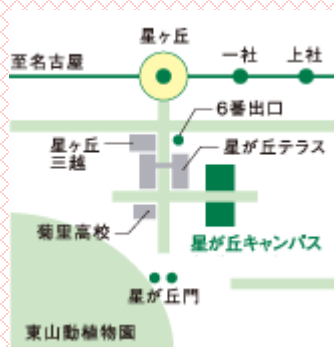 星ヶ丘
至名古屋
一社
上社
6番出口
星ヶ丘
三越
星が丘テラス
菊里高校
星が丘キャンパス
星が丘門
東山動植物園